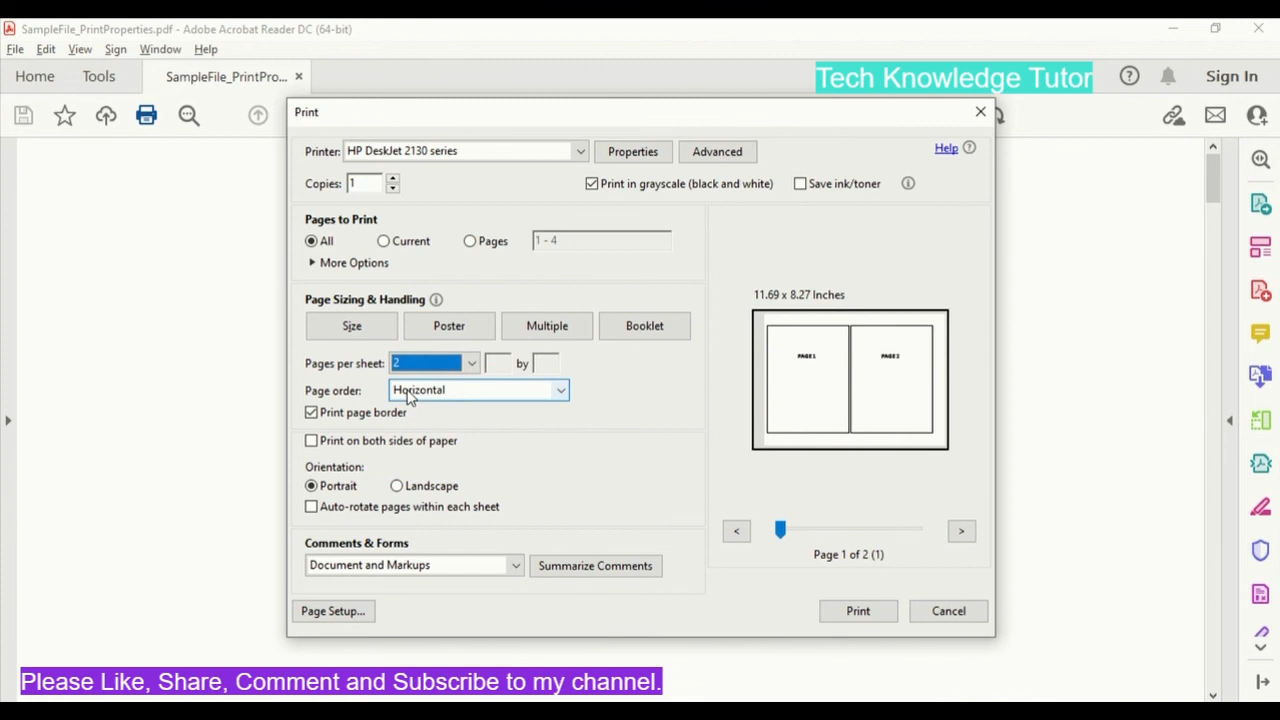 SampleFile_PrintProperties.pdf - Adobe Acrobat Reader DC (64-bit)
File Edit View Sign Window Help
Home Tools SampleFile_PrintPro... × Tech Knowledge Tutor Sign In
Print
Printer: HP DeskJet 2130 series Properties Advanced Help
Copies: 1 Print in grayscale (black and white) Save ink/toner
Pages to Print
All Current Pages 1 - 4
More Options
Page Sizing & Handling
Size Poster Multiple Booklet
Pages per sheet: 2 by
Page order: Horizontal
Print page border
Print on both sides of paper
Orientation:
Portrait Landscape
Auto-rotate pages within each sheet
Comments & Forms
Document and Markups Summarize Comments
11.69 x 8.27 Inches
PAGE1 PAGE2
< >
Page 1 of 2 (1)
Page Setup... Print Cancel
Please Like, Share, Comment and Subscribe to my channel.